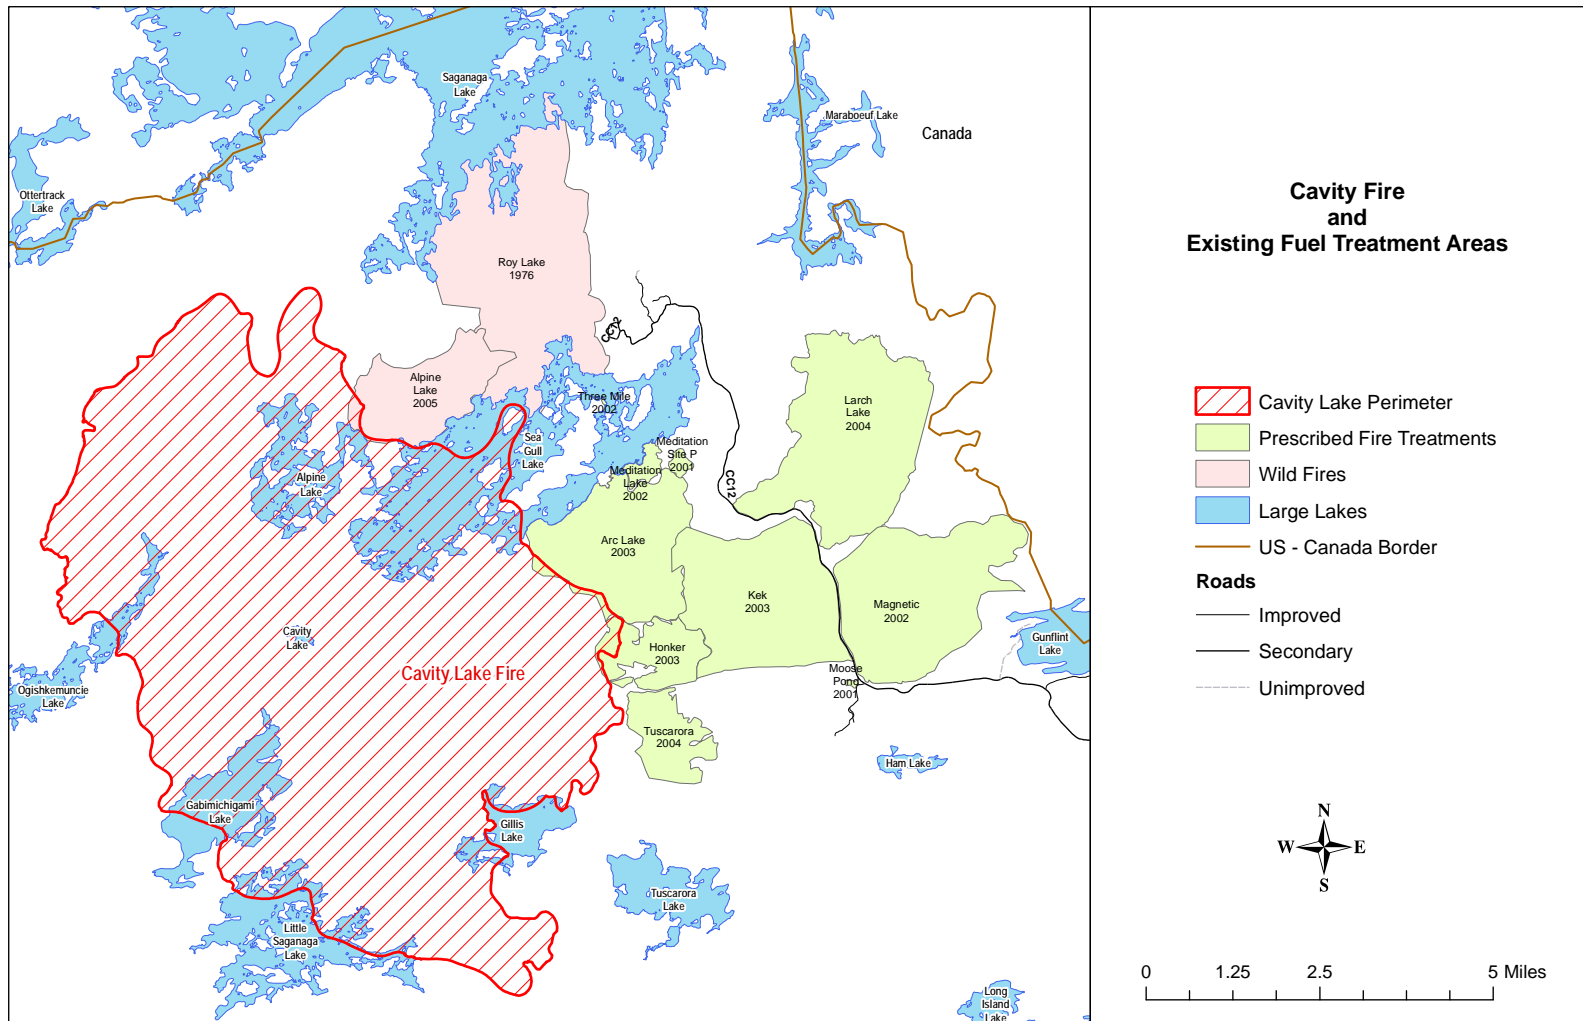 Saganaga
Lake
Maraboeuf Lake
Canada
Ottertrack
Lake
Roy Lake
1976
CC12
Alpine
Lake
2005
Three Mile
2002
Larch
Lake
2004
Sea
Gull
Lake
Meditation
Site P
2001
Meditation
Lake
2002
CC12
Alpine
Lake
Arc Lake
2003
Kek
2003
Magnetic
2002
Cavity
Lake
Honker
2003
Gunflint
Lake
Cavity Lake Fire
Moose
Pond
2001
Ogishkemuncie
Lake
Tuscarora
2004
Ham Lake
Gabimichigami
Lake
Gillis
Lake
Tuscarora
Lake
Little
Saganaga
Lake
Long
Island
Lake
Cavity Fire
and
Existing Fuel Treatment Areas
Cavity Lake Perimeter
Prescribed Fire Treatments
Wild Fires
Large Lakes
US - Canada Border
Roads
Improved
Secondary
Unimproved
N
W E
S
0 1.25 2.5 5 Miles